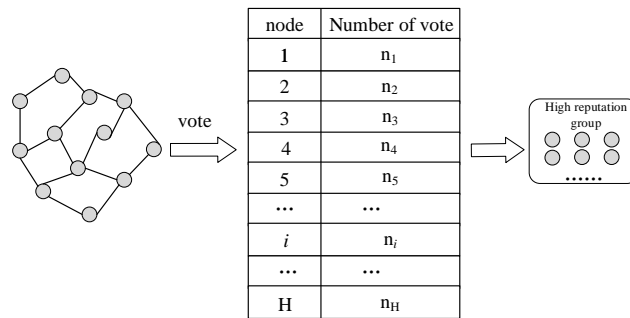 node Number of vote
1 n₁
2 n₂
3 n₃
4 n₄
5 n₅
... ...
i nᵢ
... ...
H n_H
vote
High reputation
group
......